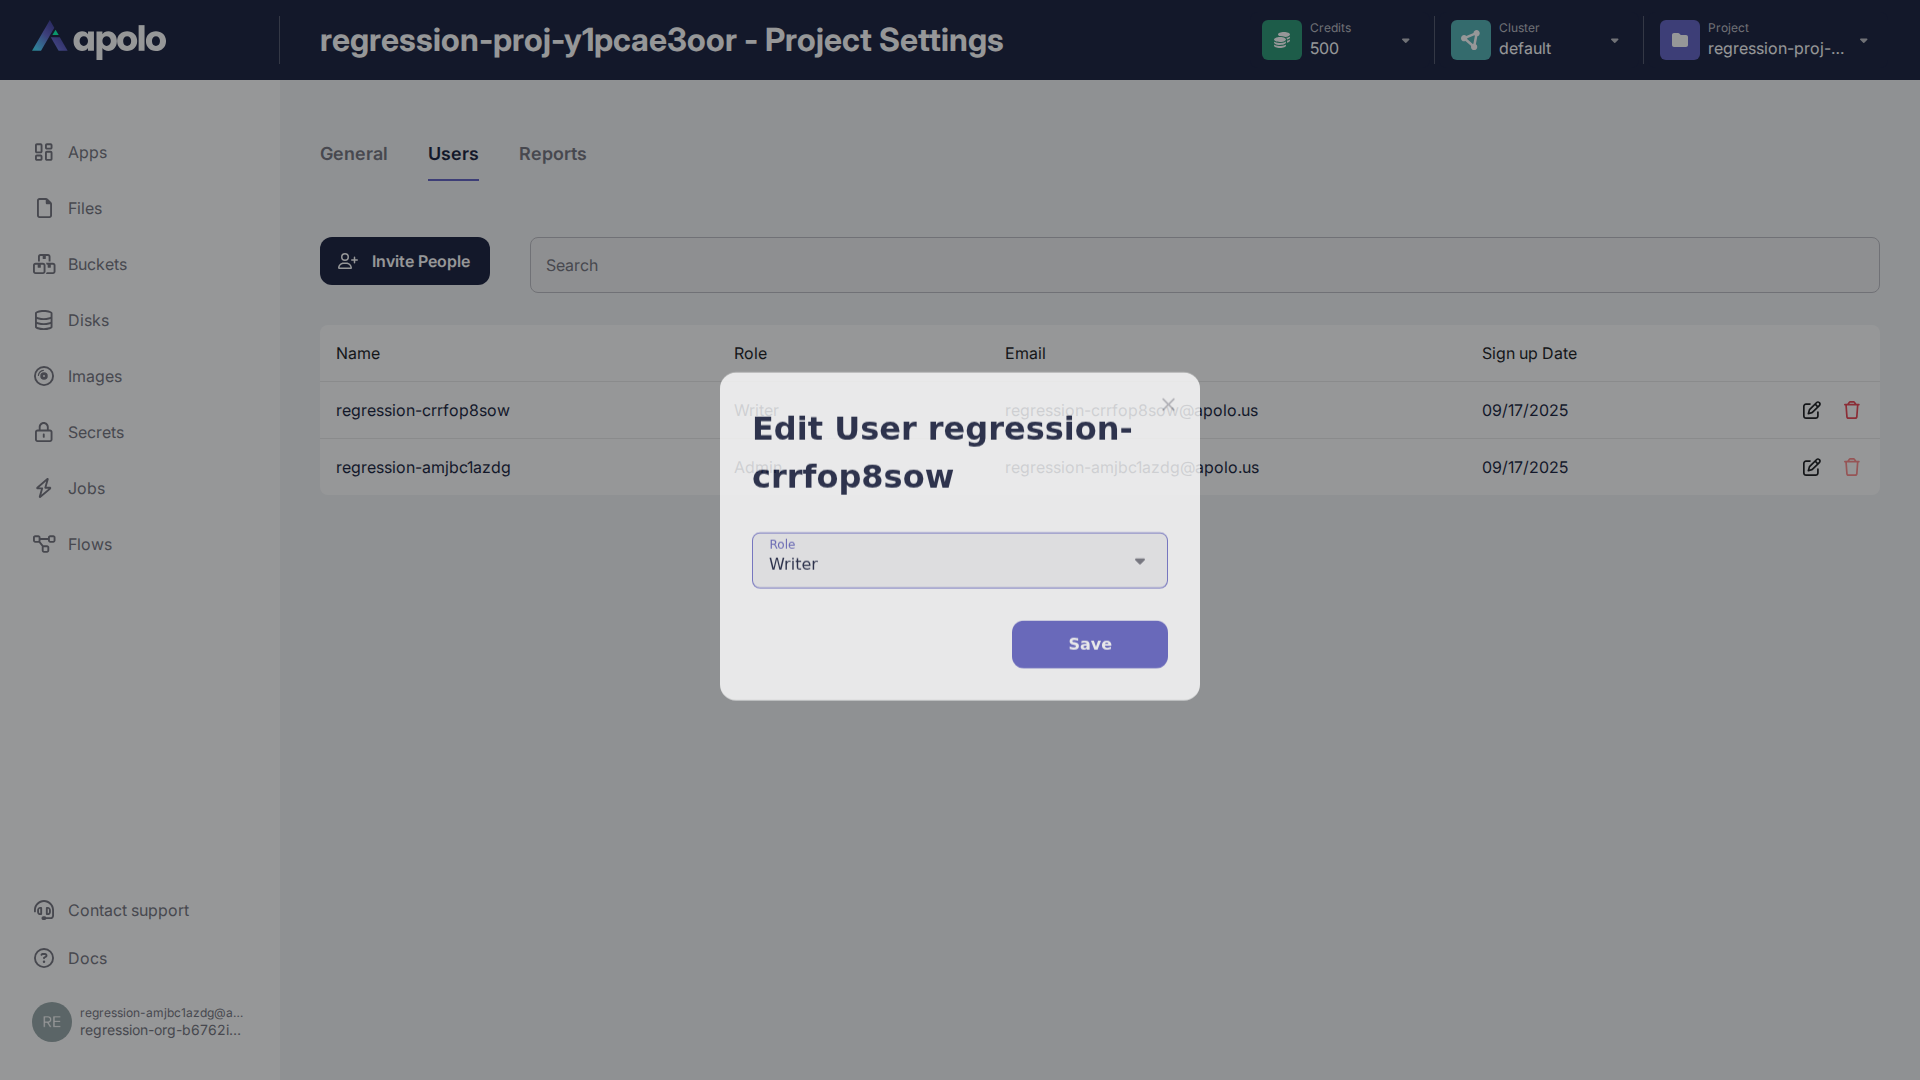 apolo
regression-proj-y1pcae3oor - Project Settings
Credits
500
Cluster
default
Project
regression-proj-...
Apps
Files
Buckets
Disks
Images
Secrets
Jobs
Flows
General
Users
Reports
Invite People
Search
Name
Role
Email
Sign up Date
regression-crrfop8sow
Writer
regression-crrfop8sow@apolo.us
09/17/2025
regression-amjbc1azdg
Admin
regression-amjbc1azdg@apolo.us
09/17/2025
Edit User regression-
crrfop8sow
Role
Writer
Save
Contact support
Docs
RE
regression-amjbc1azdg@a...
regression-org-b6762i...